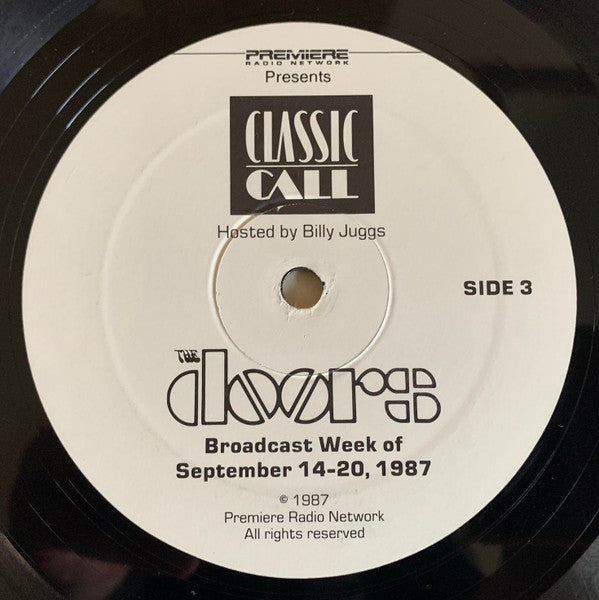 PREMIERE
RADIO NETWORK
Presents
CLASSIC
CALL
Hosted by Billy Juggs
SIDE 3
THE
doors
Broadcast Week of
September 14-20, 1987
© 1987
Premiere Radio Network
All rights reserved